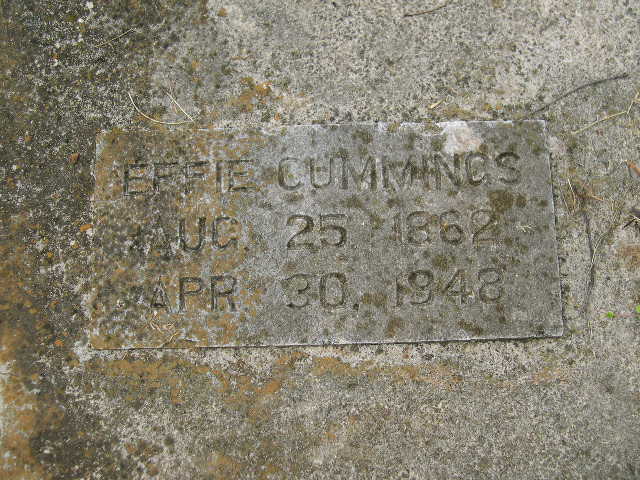 EFFIE CUMMINGS
AUG. 25, 1862
APR. 30, 1948